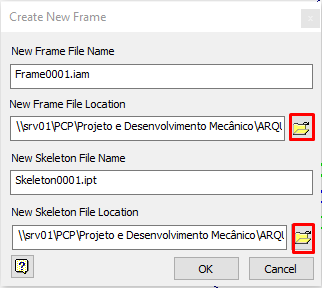 Create New Frame
New Frame File Name
Frame0001.iam
New Frame File Location
\\srv01\PCP\Projeto e Desenvolvimento Mecânico\ARQU
New Skeleton File Name
Skeleton0001.ipt
New Skeleton File Location
\\srv01\PCP\Projeto e Desenvolvimento Mecânico\ARQU
OK Cancel